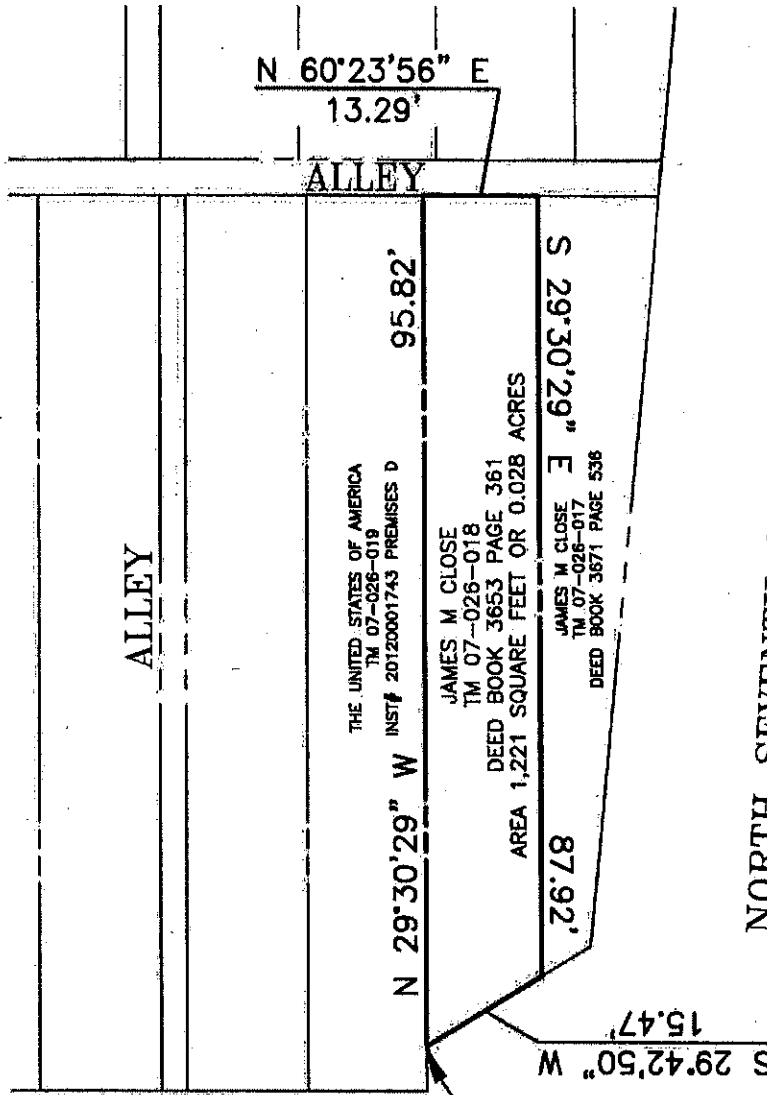 N 60°23'56" E
13.29'
ALLEY
ALLEY
THE UNITED STATES OF AMERICA
TM 07-026-019
INST# 20120001743 PREMISES D
N 29°30'29" W 95.82'
JAMES M CLOSE
TM 07-026-018
DEED BOOK 3653 PAGE 361
AREA 1,221 SQUARE FEET OR 0.028 ACRES
S 29°30'29" E 87.92'
JAMES M CLOSE
TM 07-026-017
DEED BOOK 3671 PAGE 536
S 29°42'50" W
15.47'
NORTH SEVENTH